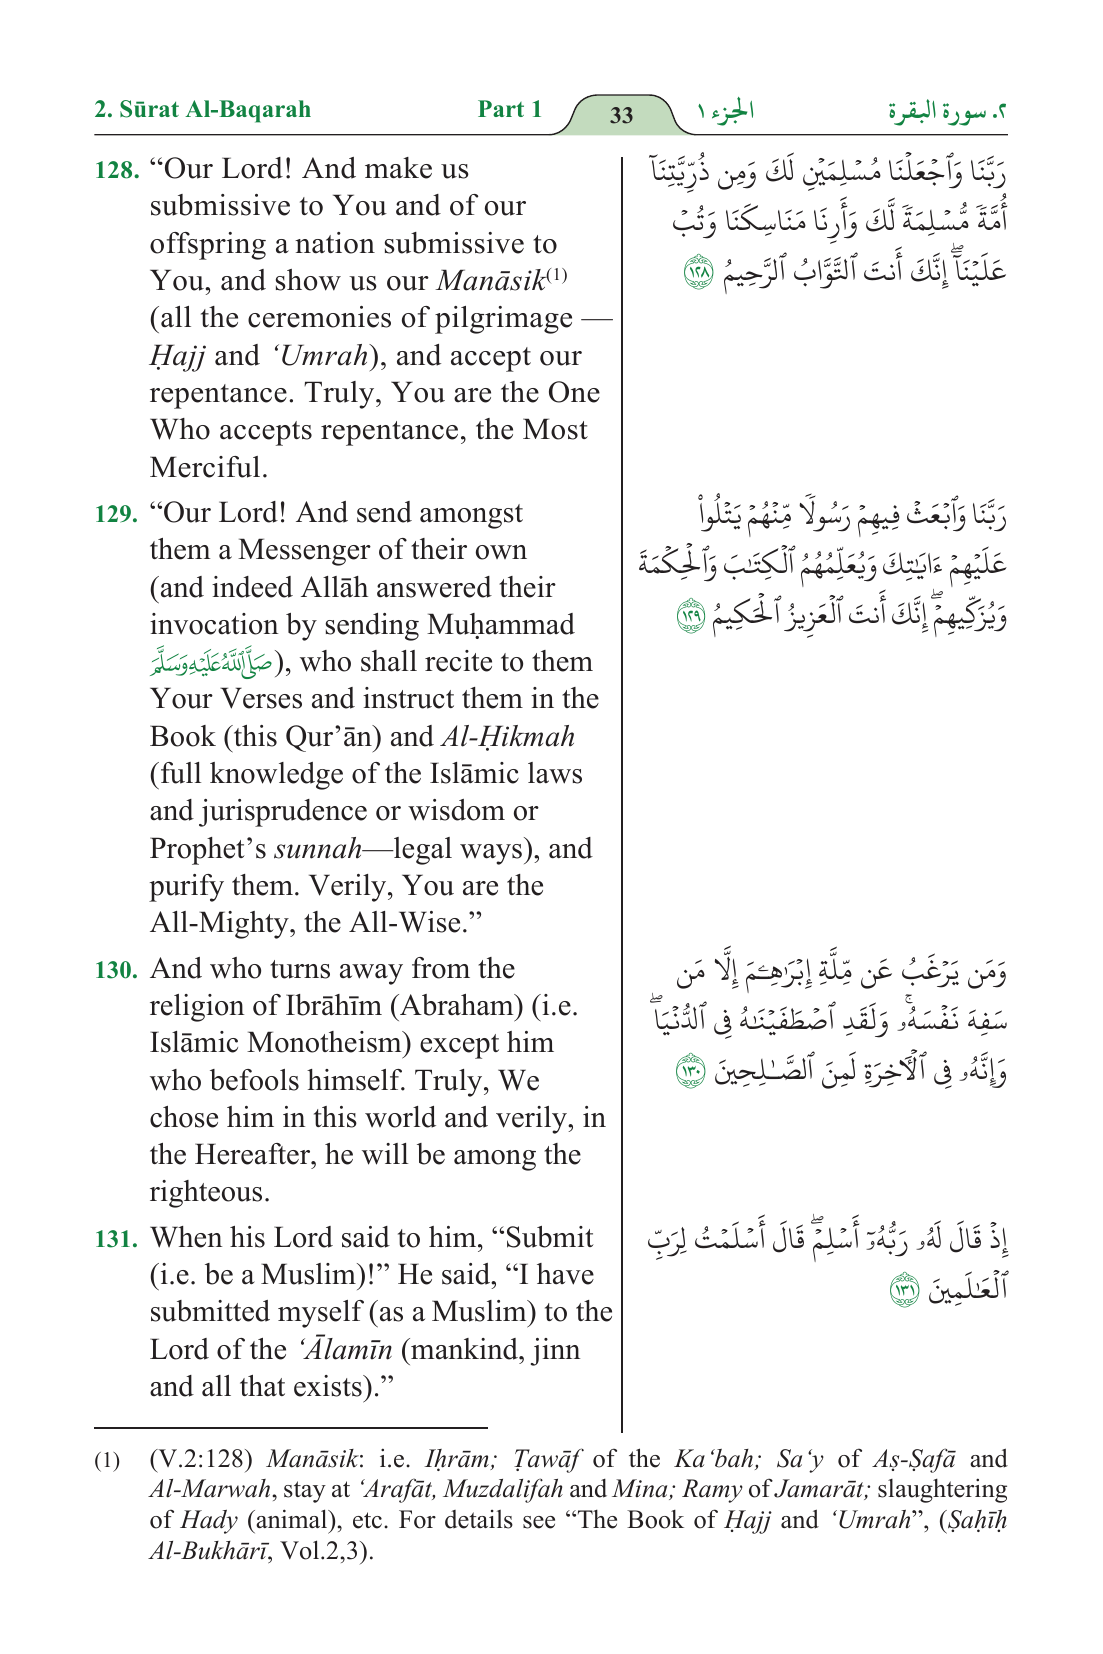 2. Sūrat Al-Baqarah Part 1 33 الجزء ١ ٢. سورة البقرة
128. “Our Lord! And make us
submissive to You and of our
offspring a nation submissive to
You, and show us our Manāsik(1)
(all the ceremonies of pilgrimage —
Ḥajj and ‘Umrah), and accept our
repentance. Truly, You are the One
Who accepts repentance, the Most
Merciful.
رَبَّنَا وَٱجْعَلْنَا مُسْلِمَيْنِ لَكَ وَمِن ذُرِّيَّتِنَآ
أُمَّةً مُّسْلِمَةً لَّكَ وَأَرِنَا مَنَاسِكَنَا وَتُبْ
عَلَيْنَآ ۖ إِنَّكَ أَنتَ ٱلتَّوَّابُ ٱلرَّحِيمُ ١٢٨
129. “Our Lord! And send amongst
them a Messenger of their own
(and indeed Allāh answered their
invocation by sending Muḥammad
صَلَّى ٱللَّهُ عَلَيْهِ وَسَلَّمَ), who shall recite to them
Your Verses and instruct them in the
Book (this Qur’ān) and Al-Ḥikmah
(full knowledge of the Islāmic laws
and jurisprudence or wisdom or
Prophet’s sunnah—legal ways), and
purify them. Verily, You are the
All-Mighty, the All-Wise.”
رَبَّنَا وَٱبْعَثْ فِيهِمْ رَسُولًا مِّنْهُمْ يَتْلُوا۟
عَلَيْهِمْ ءَايَـٰتِكَ وَيُعَلِّمُهُمُ ٱلْكِتَـٰبَ وَٱلْحِكْمَةَ
وَيُزَكِّيهِمْ ۚ إِنَّكَ أَنتَ ٱلْعَزِيزُ ٱلْحَكِيمُ ١٢٩
130. And who turns away from the
religion of Ibrāhīm (Abraham) (i.e.
Islāmic Monotheism) except him
who befools himself. Truly, We
chose him in this world and verily, in
the Hereafter, he will be among the
righteous.
وَمَن يَرْغَبُ عَن مِّلَّةِ إِبْرَٰهِـۧمَ إِلَّا مَن
سَفِهَ نَفْسَهُۥ ۚ وَلَقَدِ ٱصْطَفَيْنَـٰهُ فِى ٱلدُّنْيَا ۖ
وَإِنَّهُۥ فِى ٱلْـَٔاخِرَةِ لَمِنَ ٱلصَّـٰلِحِينَ ١٣٠
131. When his Lord said to him, “Submit
(i.e. be a Muslim)!” He said, “I have
submitted myself (as a Muslim) to the
Lord of the ‘Ālamīn (mankind, jinn
and all that exists).”
إِذْ قَالَ لَهُۥ رَبُّهُۥٓ أَسْلِمْ ۖ قَالَ أَسْلَمْتُ لِرَبِّ
ٱلْعَـٰلَمِينَ ١٣١
(1) (V.2:128) Manāsik: i.e. Iḥrām; Ṭawāf of the Ka‘bah; Sa‘y of Aṣ-Ṣafā and
Al-Marwah, stay at ‘Arafāt, Muzdalifah and Mina; Ramy of Jamarāt; slaughtering
of Hady (animal), etc. For details see “The Book of Ḥajj and ‘Umrah”, (Ṣaḥīḥ
Al-Bukhārī, Vol.2,3).